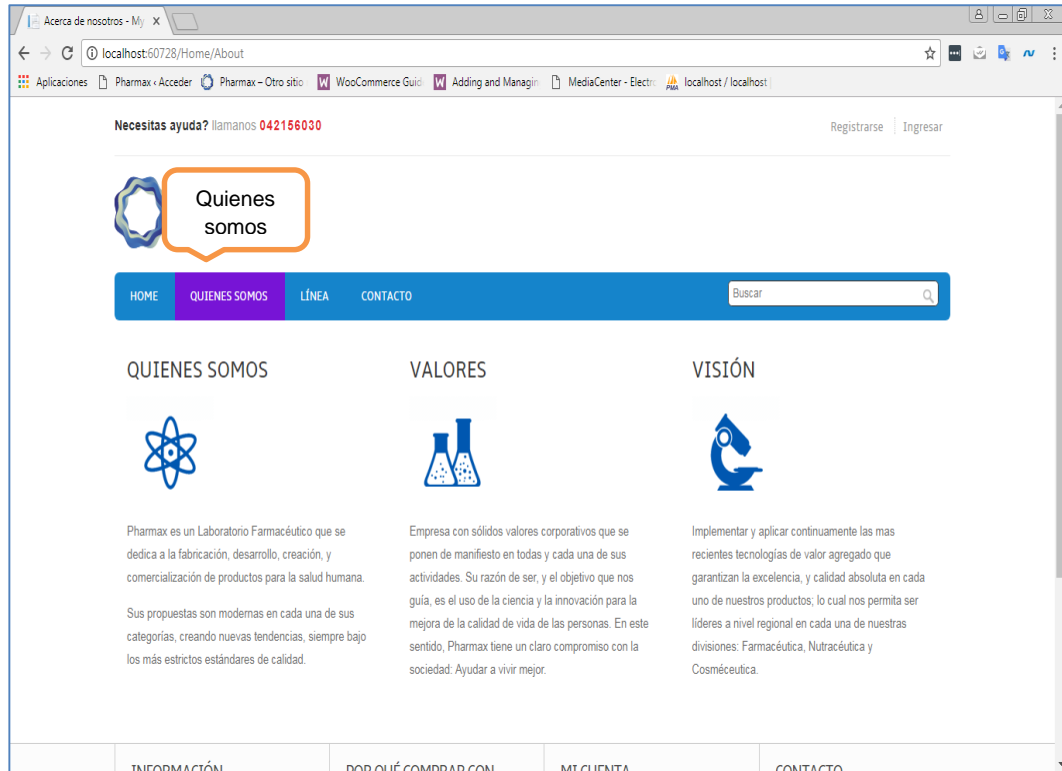 Acerca de nosotros - My
localhost:60728/Home/About
Aplicaciones Pharmax ‹ Acceder Pharmax – Otro sitio WooCommerce Guid Adding and Managin MediaCenter - Electro localhost / localhost |
Necesitas ayuda? llamanos 042156030
Registrarse Ingresar
Quienes
somos
HOME QUIENES SOMOS LÍNEA CONTACTO Buscar
QUIENES SOMOS
Pharmax es un Laboratorio Farmacéutico que se
dedica a la fabricación, desarrollo, creación, y
comercialización de productos para la salud humana.
Sus propuestas son modernas en cada una de sus
categorías, creando nuevas tendencias, siempre bajo
los más estrictos estándares de calidad.
VALORES
Empresa con sólidos valores corporativos que se
ponen de manifiesto en todas y cada una de sus
actividades. Su razón de ser, y el objetivo que nos
guía, es el uso de la ciencia y la innovación para la
mejora de la calidad de vida de las personas. En este
sentido, Pharmax tiene un claro compromiso con la
sociedad: Ayudar a vivir mejor.
VISIÓN
Implementar y aplicar continuamente las mas
recientes tecnologías de valor agregado que
garantizan la excelencia, y calidad absoluta en cada
uno de nuestros productos; lo cual nos permita ser
líderes a nivel regional en cada una de nuestras
divisiones: Farmacéutica, Nutracéutica y
Cosméceutica.
INFORMACIÓN POR QUÉ COMPRAR CON MI CUENTA CONTACTO